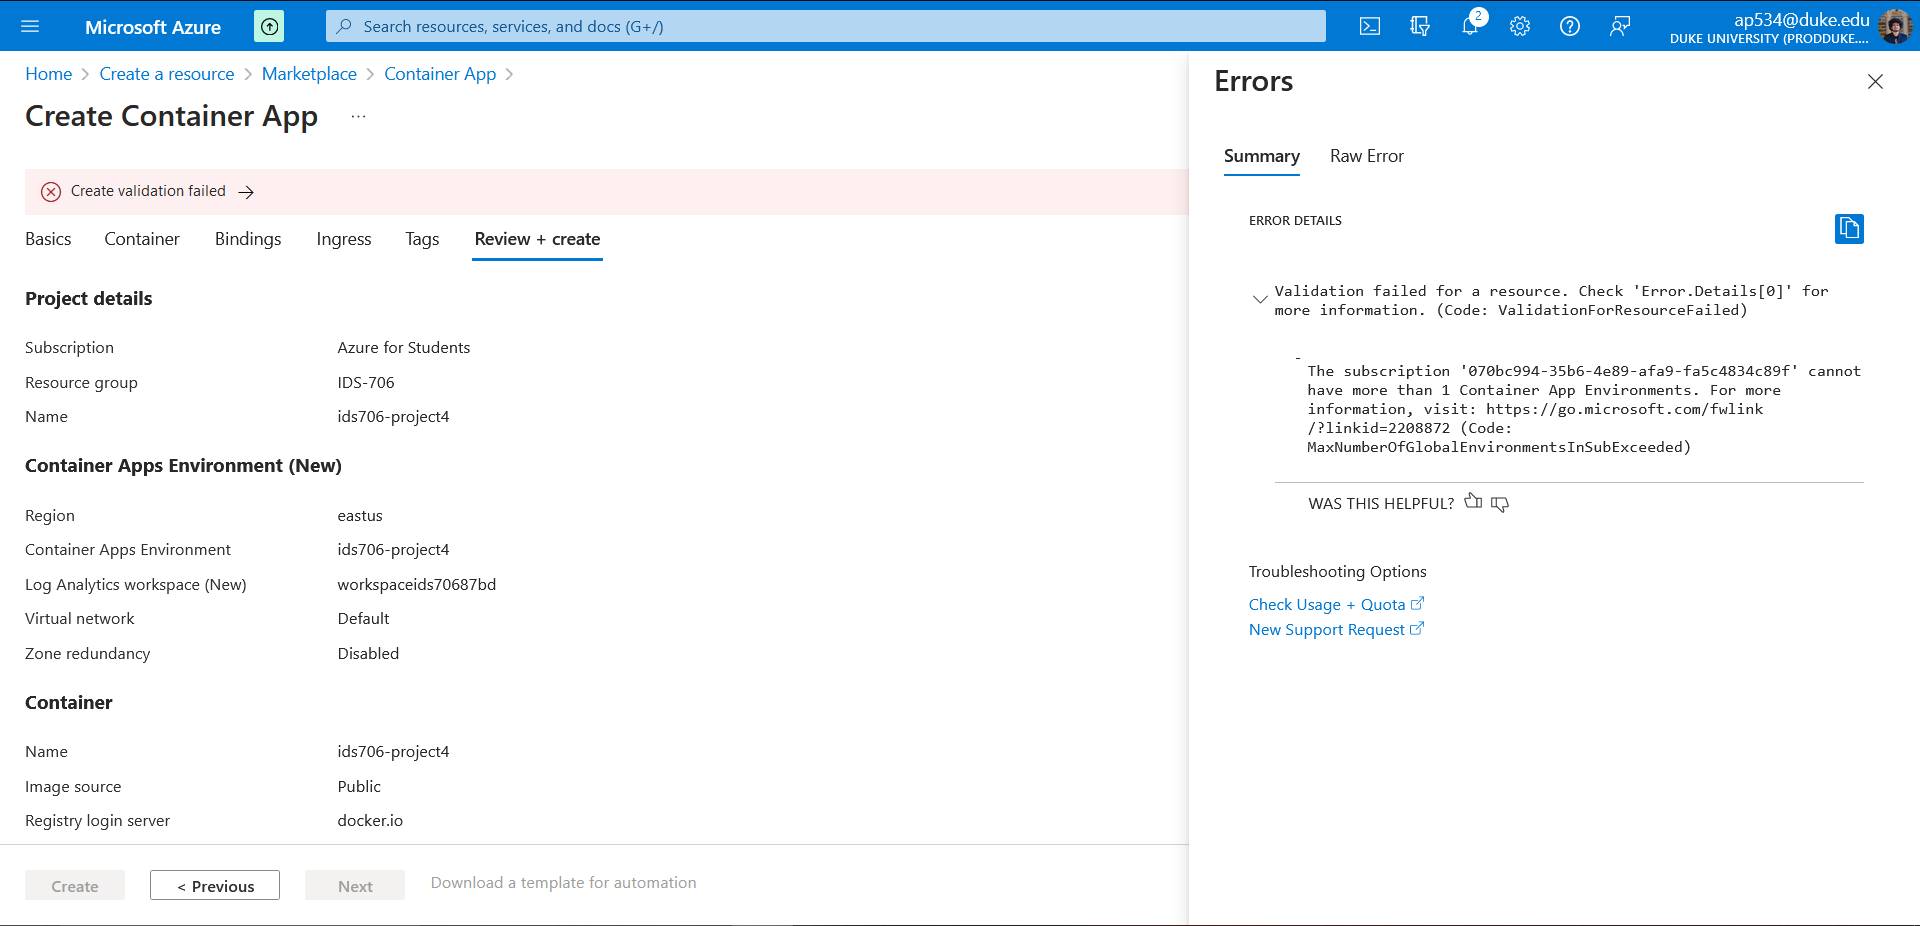 Microsoft Azure
Search resources, services, and docs (G+/)
2
ap534@duke.edu
DUKE UNIVERSITY (PRODDUKE....
Home > Create a resource > Marketplace > Container App >
Create Container App ...
Create validation failed →
Basics Container Bindings Ingress Tags Review + create
Project details
Subscription Azure for Students
Resource group IDS-706
Name ids706-project4
Container Apps Environment (New)
Region eastus
Container Apps Environment ids706-project4
Log Analytics workspace (New) workspaceids70687bd
Virtual network Default
Zone redundancy Disabled
Container
Name ids706-project4
Image source Public
Registry login server docker.io
Create < Previous Next Download a template for automation
Errors
Summary Raw Error
ERROR DETAILS
Validation failed for a resource. Check 'Error.Details[0]' for
more information. (Code: ValidationForResourceFailed)
-
The subscription '070bc994-35b6-4e89-afa9-fa5c4834c89f' cannot
have more than 1 Container App Environments. For more
information, visit: https://go.microsoft.com/fwlink
/?linkid=2208872 (Code:
MaxNumberOfGlobalEnvironmentsInSubExceeded)
WAS THIS HELPFUL?
Troubleshooting Options
Check Usage + Quota
New Support Request